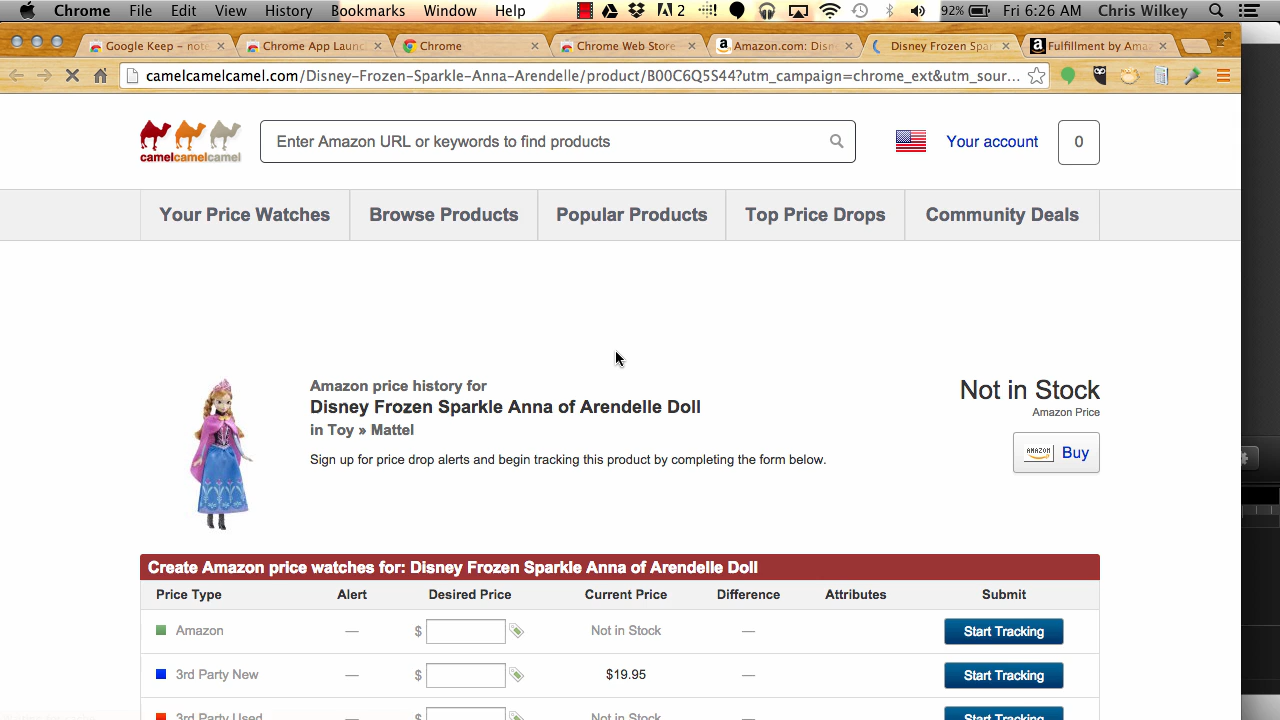 Chrome File Edit View History Bookmarks Window Help 2 92% Fri 6:26 AM Chris Wilkey
Google Keep – note
Chrome App Laun
Chrome
Chrome Web Store
Amazon.com: Disn
Disney Frozen Spar
Fulfillment by Ama
camelcamelcamel.com/Disney-Frozen-Sparkle-Anna-Arendelle/product/B00C6Q5S44?utm_campaign=chrome_ext&utm_sour...
camelcamelcamel
Enter Amazon URL or keywords to find products
Your account
0
Your Price Watches
Browse Products
Popular Products
Top Price Drops
Community Deals
Amazon price history for
Disney Frozen Sparkle Anna of Arendelle Doll
in Toy » Mattel
Sign up for price drop alerts and begin tracking this product by completing the form below.
Not in Stock
Amazon Price
AMAZON Buy
Create Amazon price watches for: Disney Frozen Sparkle Anna of Arendelle Doll
Price Type Alert Desired Price Current Price Difference Attributes Submit
Amazon — $ Not in Stock — Start Tracking
3rd Party New — $ $19.95 — Start Tracking
3rd Party Used — $ Not in Stock — Start Tracking